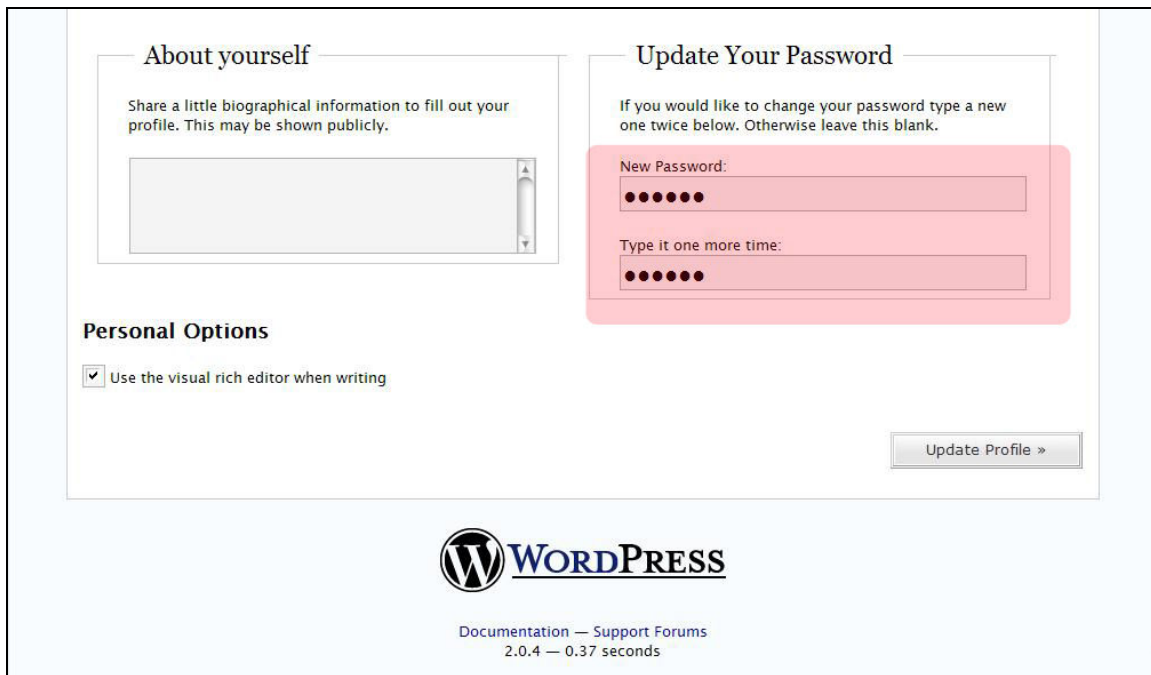 About yourself
Share a little biographical information to fill out your
profile. This may be shown publicly.
Update Your Password
If you would like to change your password type a new
one twice below. Otherwise leave this blank.
New Password:
●●●●●●
Type it one more time:
●●●●●●
Personal Options
Use the visual rich editor when writing
Update Profile »
WORDPRESS
Documentation — Support Forums
2.0.4 — 0.37 seconds